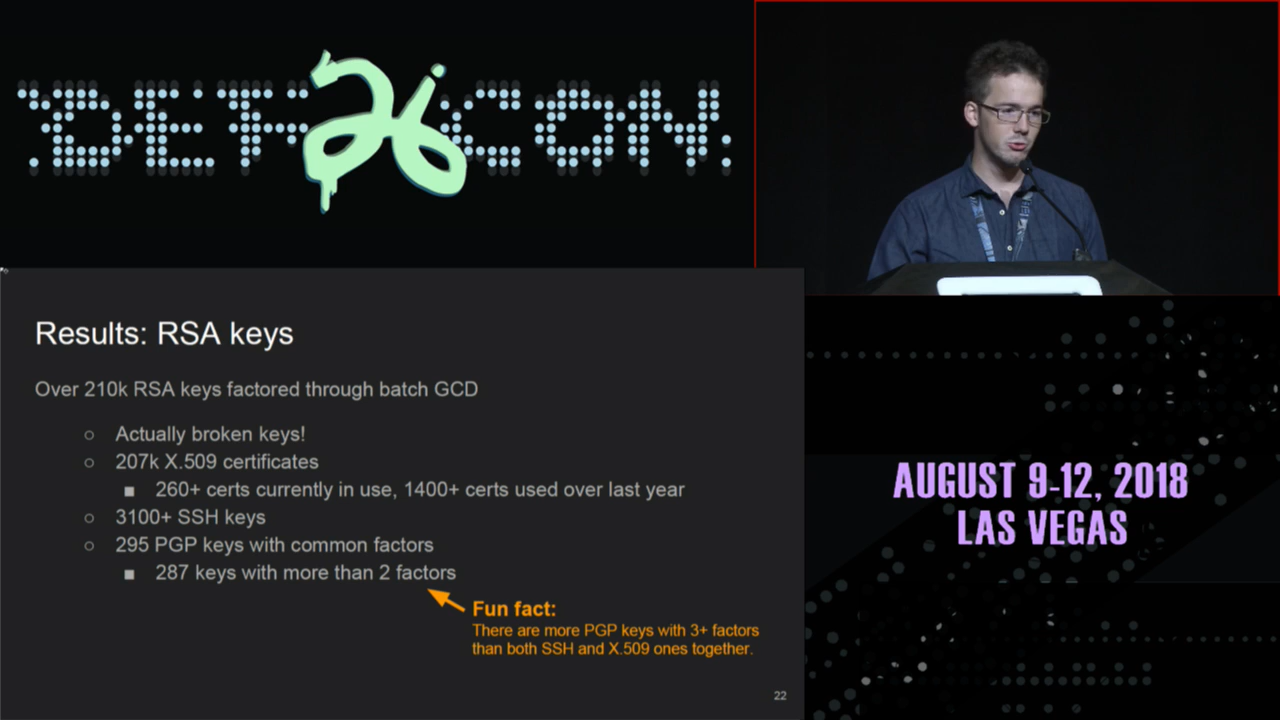 DEF 26 CON
Results: RSA keys
Over 210k RSA keys factored through batch GCD
Actually broken keys!
207k X.509 certificates
260+ certs currently in use, 1400+ certs used over last year
3100+ SSH keys
295 PGP keys with common factors
287 keys with more than 2 factors
Fun fact:
There are more PGP keys with 3+ factors
than both SSH and X.509 ones together.
22
AUGUST 9-12, 2018
LAS VEGAS